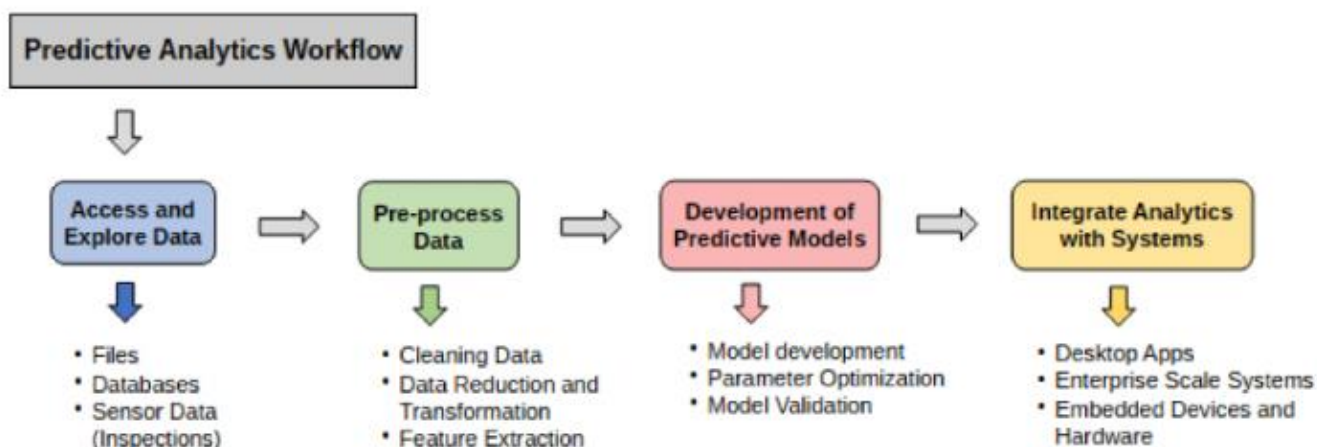 Predictive Analytics Workflow
Access and
Explore Data
Pre-process
Data
Development of
Predictive Models
Integrate Analytics
with Systems
• Files
• Databases
• Sensor Data
(Inspections)
• Cleaning Data
• Data Reduction and
Transformation
• Feature Extraction
• Model development
• Parameter Optimization
• Model Validation
• Desktop Apps
• Enterprise Scale Systems
• Embedded Devices and
Hardware